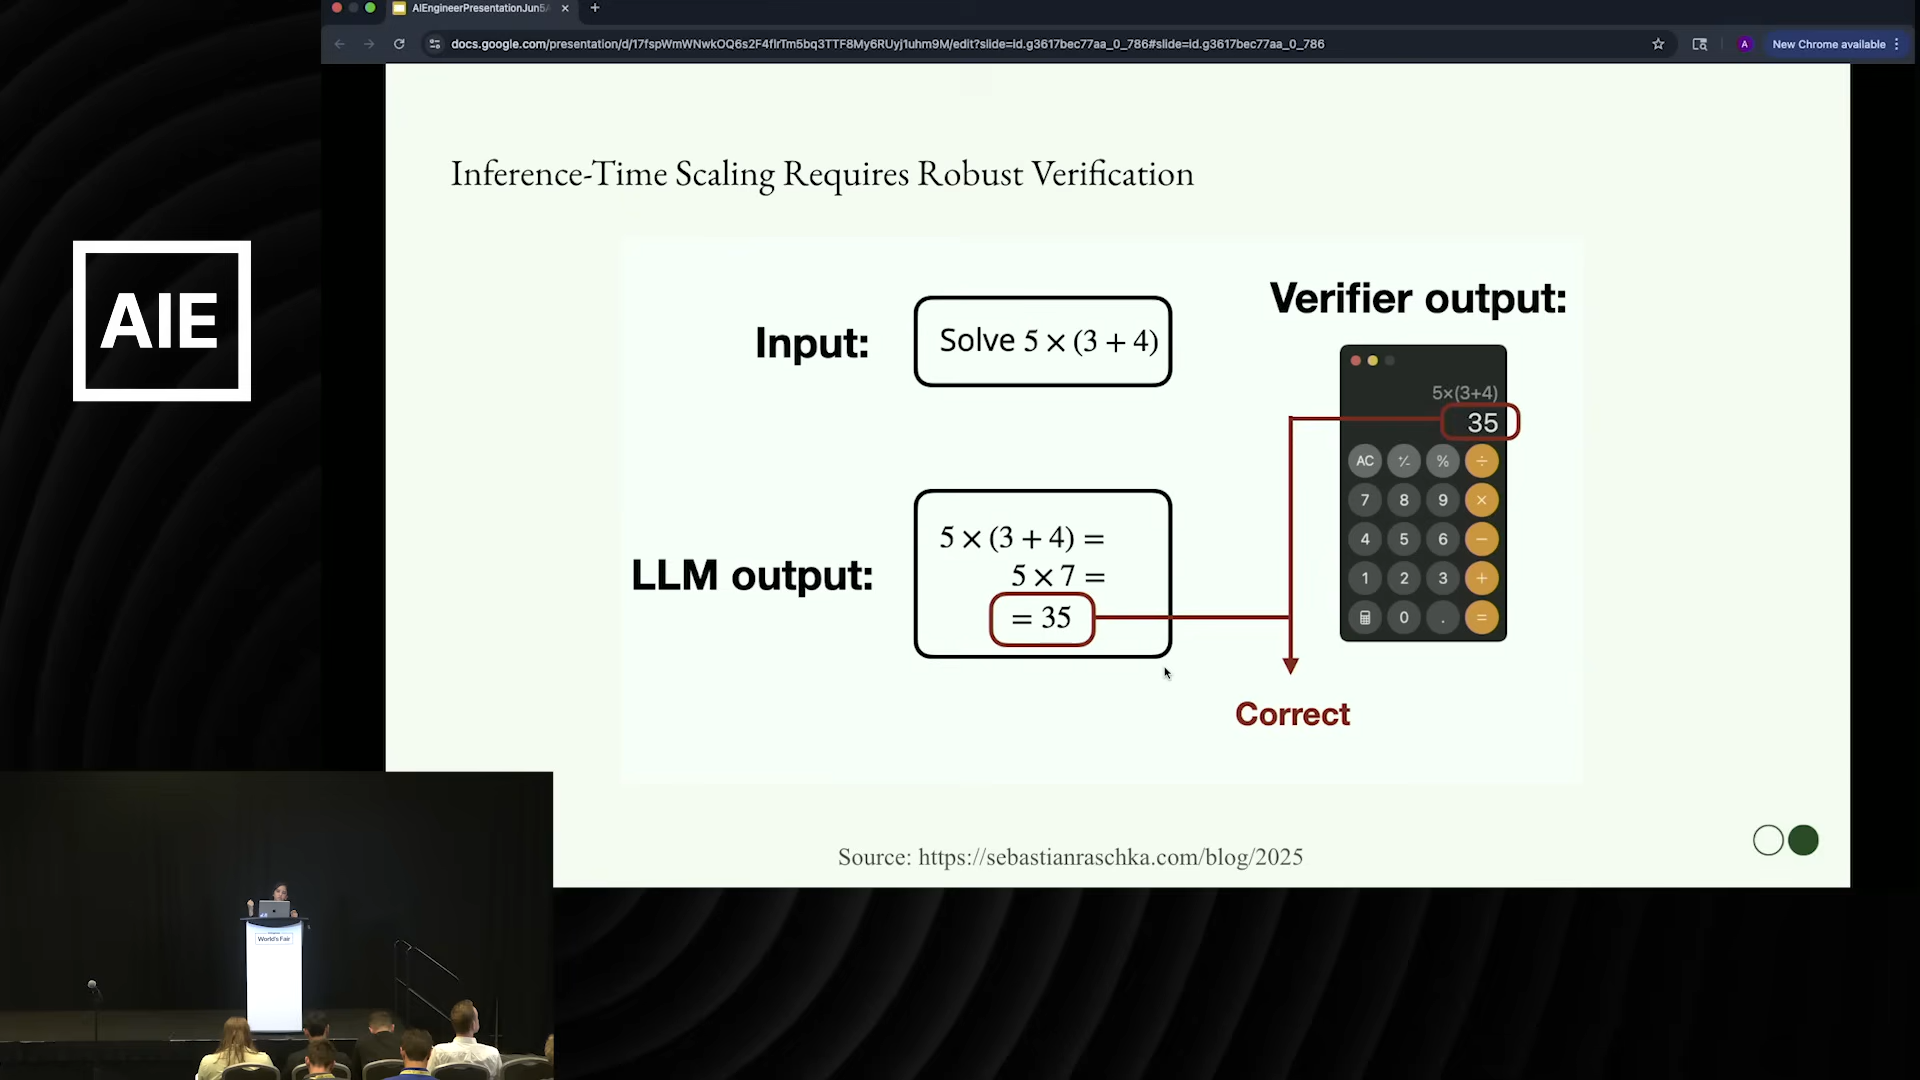 AIEngineerPresentationJun5
docs.google.com/presentation/d/17fspWmWNwkOQ6s2F4flrTm5bq3TTF8My6RUyj1uhm9M/edit?slide=id.g3617bec77aa_0_786#slide=id.g3617bec77aa_0_786
A
New Chrome available
AIE
Inference-Time Scaling Requires Robust Verification
Input:
Solve 5 × (3 + 4)
Verifier output:
5×(3+4)
35
AC +⁄- % ÷
7 8 9 ×
4 5 6 −
1 2 3 +
0 . =
LLM output:
5 × (3 + 4) =
5 × 7 =
= 35
Correct
Source: https://sebastianraschka.com/blog/2025
World's Fair